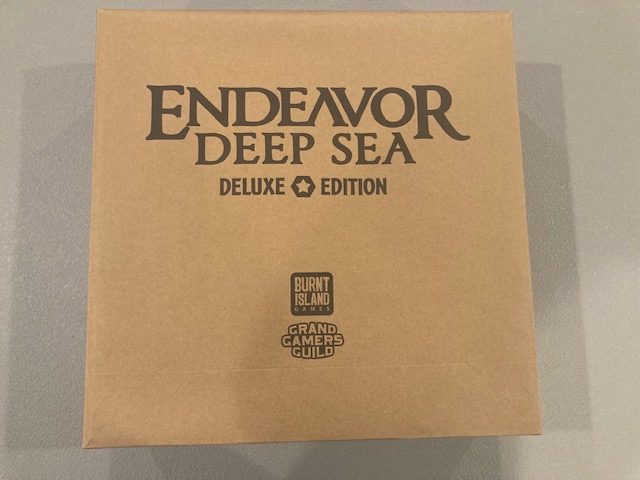 ENDEAVOR
DEEP SEA
DELUXE EDITION
BURNT
ISLAND
GAMES
GRAND
GAMERS
GUILD